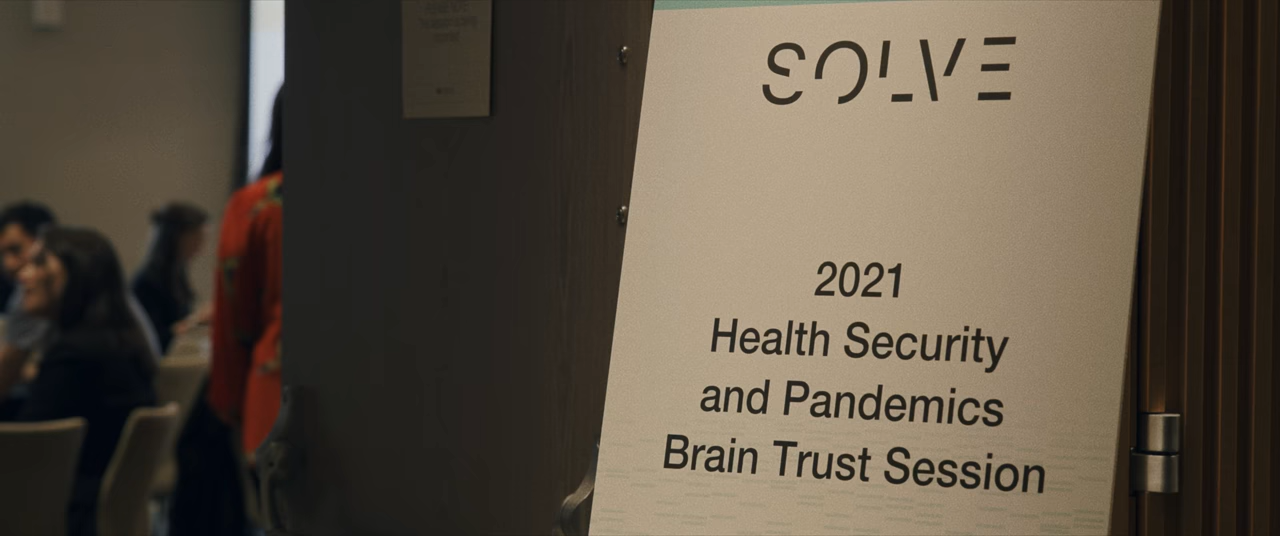 SOLVE
2021
Health Security
and Pandemics
Brain Trust Session